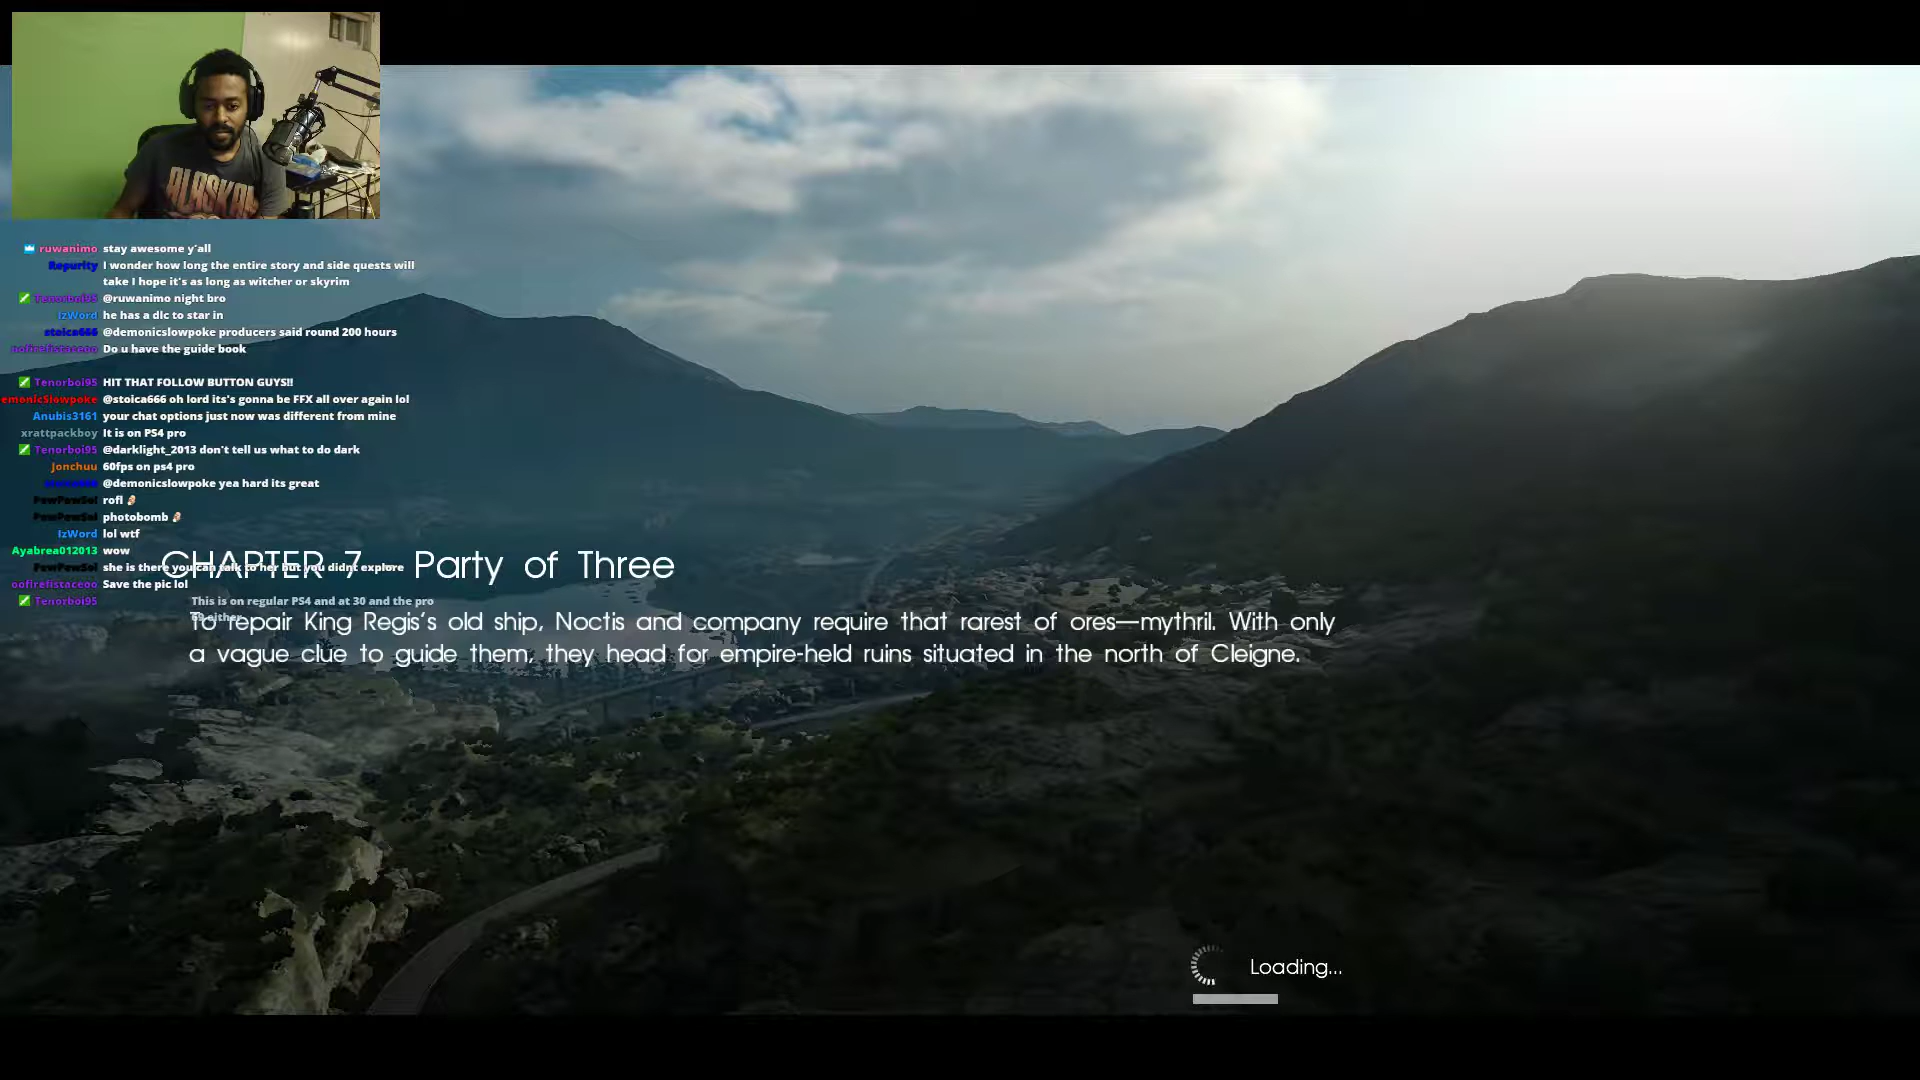 ALASKAN
ruwanimo stay awesome y'all
Repurity I wonder how long the entire story and side quests will
take I hope it's as long as witcher or skyrim
Tenorboi95 @ruwanimo night bro
IzWord he has a dlc to star in
stoica666 @demonicslowpoke producers said round 200 hours
oofirefistaceoo Do u have the guide book
Tenorboi95 HIT THAT FOLLOW BUTTON GUYS!!
emonicSlowpoke @stoica666 oh lord its's gonna be FFX all over again lol
Anubis3161 your chat options just now was different from mine
xrattpackboy It is on PS4 pro
Tenorboi95 @darklight_2013 don't tell us what to do dark
Jonchuu 60fps on ps4 pro
stoica666 @demonicslowpoke yea hard its great
PewPewSol rofl
PewPewSol photobomb
IzWord lol wtf
Ayabrea012013 wow
PewPewSol she is there you can talk to her but you didnt explore
oofirefistaceoo Save the pic lol
Tenorboi95 This is on regular PS4 and at 30 and the pro
either
CHAPTER 7 - Party of Three
To repair King Regis's old ship, Noctis and company require that rarest of ores—mythril. With only
a vague clue to guide them, they head for empire-held ruins situated in the north of Cleigne.
Loading...